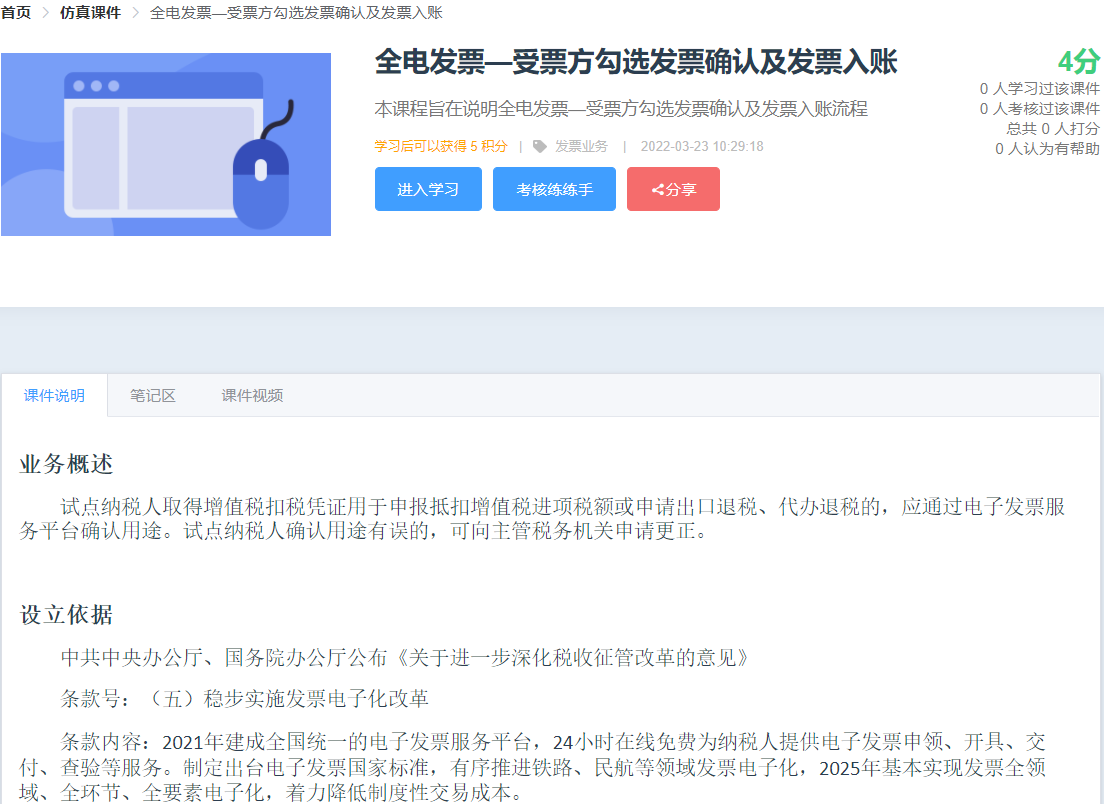 首页 > 仿真课件 > 全电发票—受票方勾选发票确认及发票入账
全电发票—受票方勾选发票确认及发票入账
4分
本课程旨在说明全电发票—受票方勾选发票确认及发票入账流程
0 人学习过该课件
0 人考核过该课件
总共 0 人打分
0 人认为有帮助
学习后可以获得 5 积分 | 发票业务 | 2022-03-23 10:29:18
进入学习 考核练练手 分享
课件说明 笔记区 课件视频
业务概述
试点纳税人取得增值税扣税凭证用于申报抵扣增值税进项税额或申请出口退税、代办退税的，应通过电子发票服
务平台确认用途。试点纳税人确认用途有误的，可向主管税务机关申请更正。
设立依据
中共中央办公厅、国务院办公厅公布《关于进一步深化税收征管改革的意见》
条款号：（五）稳步实施发票电子化改革
条款内容：2021年建成全国统一的电子发票服务平台，24小时在线免费为纳税人提供电子发票申领、开具、交
付、查验等服务。制定出台电子发票国家标准，有序推进铁路、民航等领域发票电子化，2025年基本实现发票全领
域、全环节、全要素电子化，着力降低制度性交易成本。